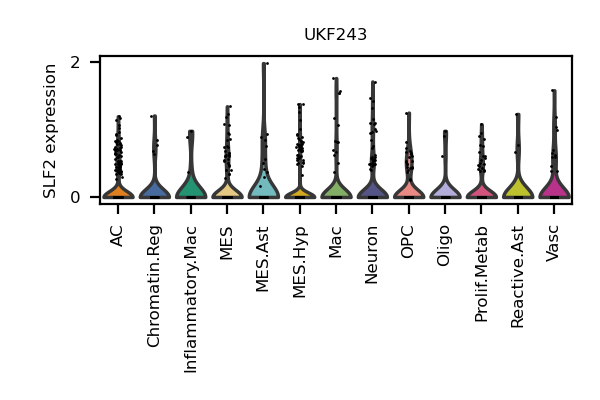 UKF243
SLF2 expression
2
0
AC
Chromatin.Reg
Inflammatory.Mac
MES
MES.Ast
MES.Hyp
Mac
Neuron
OPC
Oligo
Prolif.Metab
Reactive.Ast
Vasc